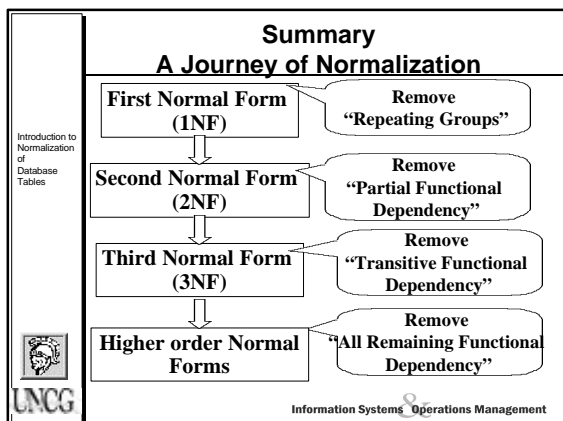 Summary
A Journey of Normalization
Introduction to
Normalization
of
Database
Tables
First Normal Form
(1NF)
Remove
“Repeating Groups”
Second Normal Form
(2NF)
Remove
“Partial Functional
Dependency”
Third Normal Form
(3NF)
Remove
“Transitive Functional
Dependency”
Higher order Normal
Forms
Remove
“All Remaining Functional
Dependency”
UNCG
Information Systems & Operations Management